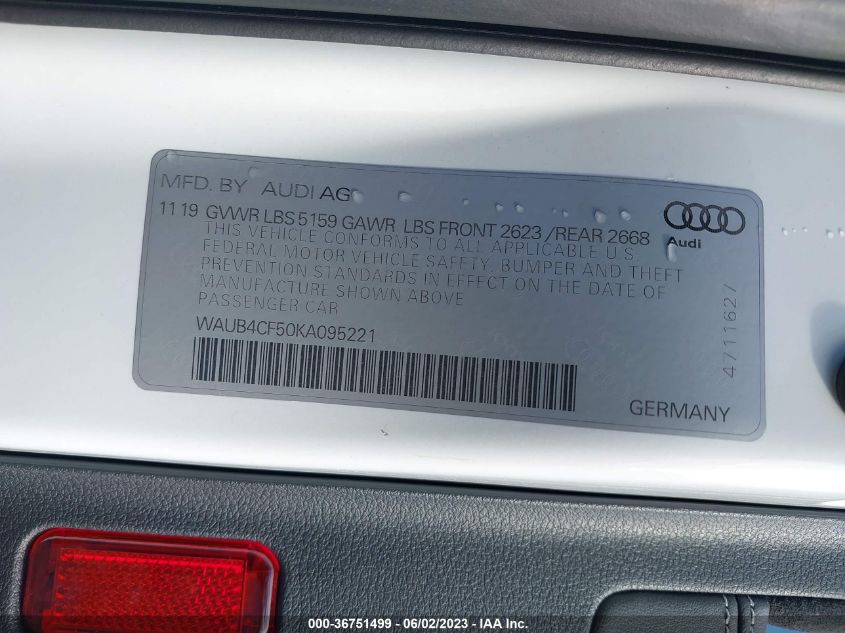 MFD. BY AUDI AG
11 19 GVWR LBS 5159 GAWR LBS FRONT 2623 /REAR 2668
THIS VEHICLE CONFORMS TO ALL APPLICABLE U.S
FEDERAL MOTOR VEHICLE SAFETY, BUMPER AND THEFT
PREVENTION STANDARDS IN EFFECT ON THE DATE OF
MANUFACTURE SHOWN ABOVE
PASSENGER CAR
Audi
WAUB4CF50KA095221
4711627
GERMANY
000-36751499 - 06/02/2023 - IAA Inc.